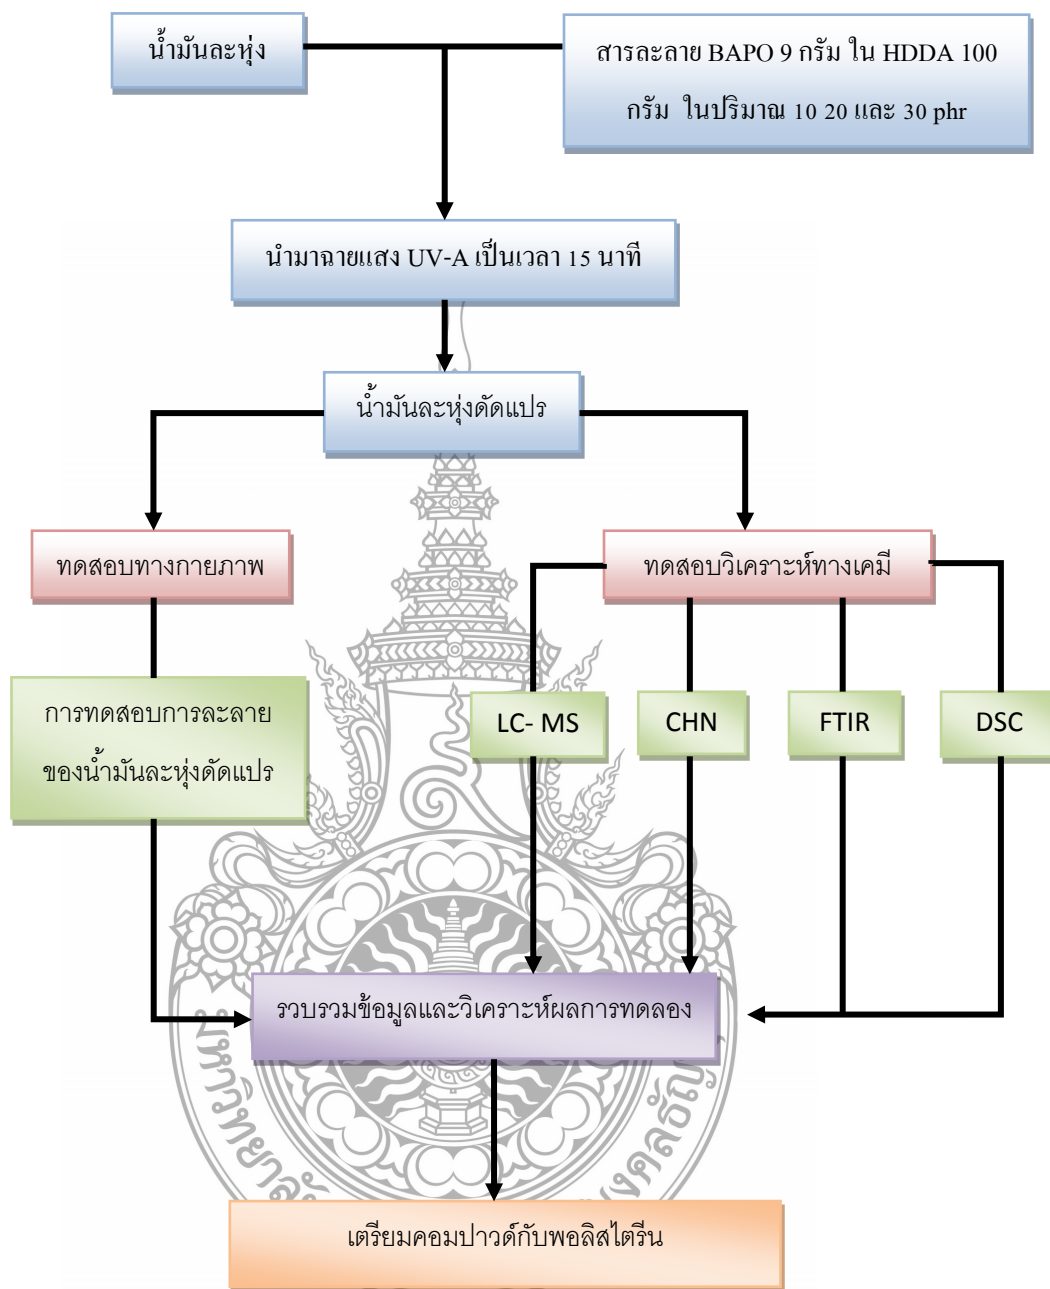 น้ำมันละหุ่ง
สารละลาย BAPO 9 กรัม ใน HDDA 100
กรัม ในปริมาณ 10 20 และ 30 phr
นำมาฉายแสง UV-A เป็นเวลา 15 นาที
น้ำมันละหุ่งดัดแปร
ทดสอบทางกายภาพ
ทดสอบวิเคราะห์ทางเคมี
การทดสอบการละลาย
ของน้ำมันละหุ่งดัดแปร
LC- MS
CHN
FTIR
DSC
รวบรวมข้อมูลและวิเคราะห์ผลการทดลอง
เตรียมคอมปาวด์กับพอลิสไตรีน